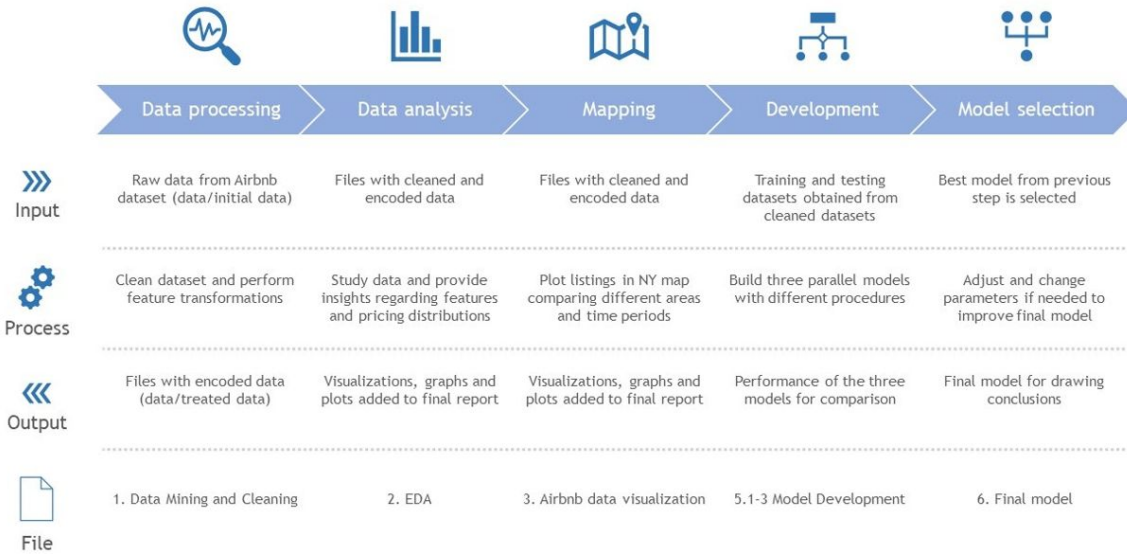 Data processing
Data analysis
Mapping
Development
Model selection
Input
Raw data from Airbnb
dataset (data/initial data)
Files with cleaned and
encoded data
Files with cleaned and
encoded data
Training and testing
datasets obtained from
cleaned datasets
Best model from previous
step is selected
Process
Clean dataset and perform
feature transformations
Study data and provide
insights regarding features
and pricing distributions
Plot listings in NY map
comparing different areas
and time periods
Build three parallel models
with different procedures
Adjust and change
parameters if needed to
improve final model
Output
Files with encoded data
(data/treated data)
Visualizations, graphs and
plots added to final report
Visualizations, graphs and
plots added to final report
Performance of the three
models for comparison
Final model for drawing
conclusions
File
1. Data Mining and Cleaning
2. EDA
3. Airbnb data visualization
5.1-3 Model Development
6. Final model